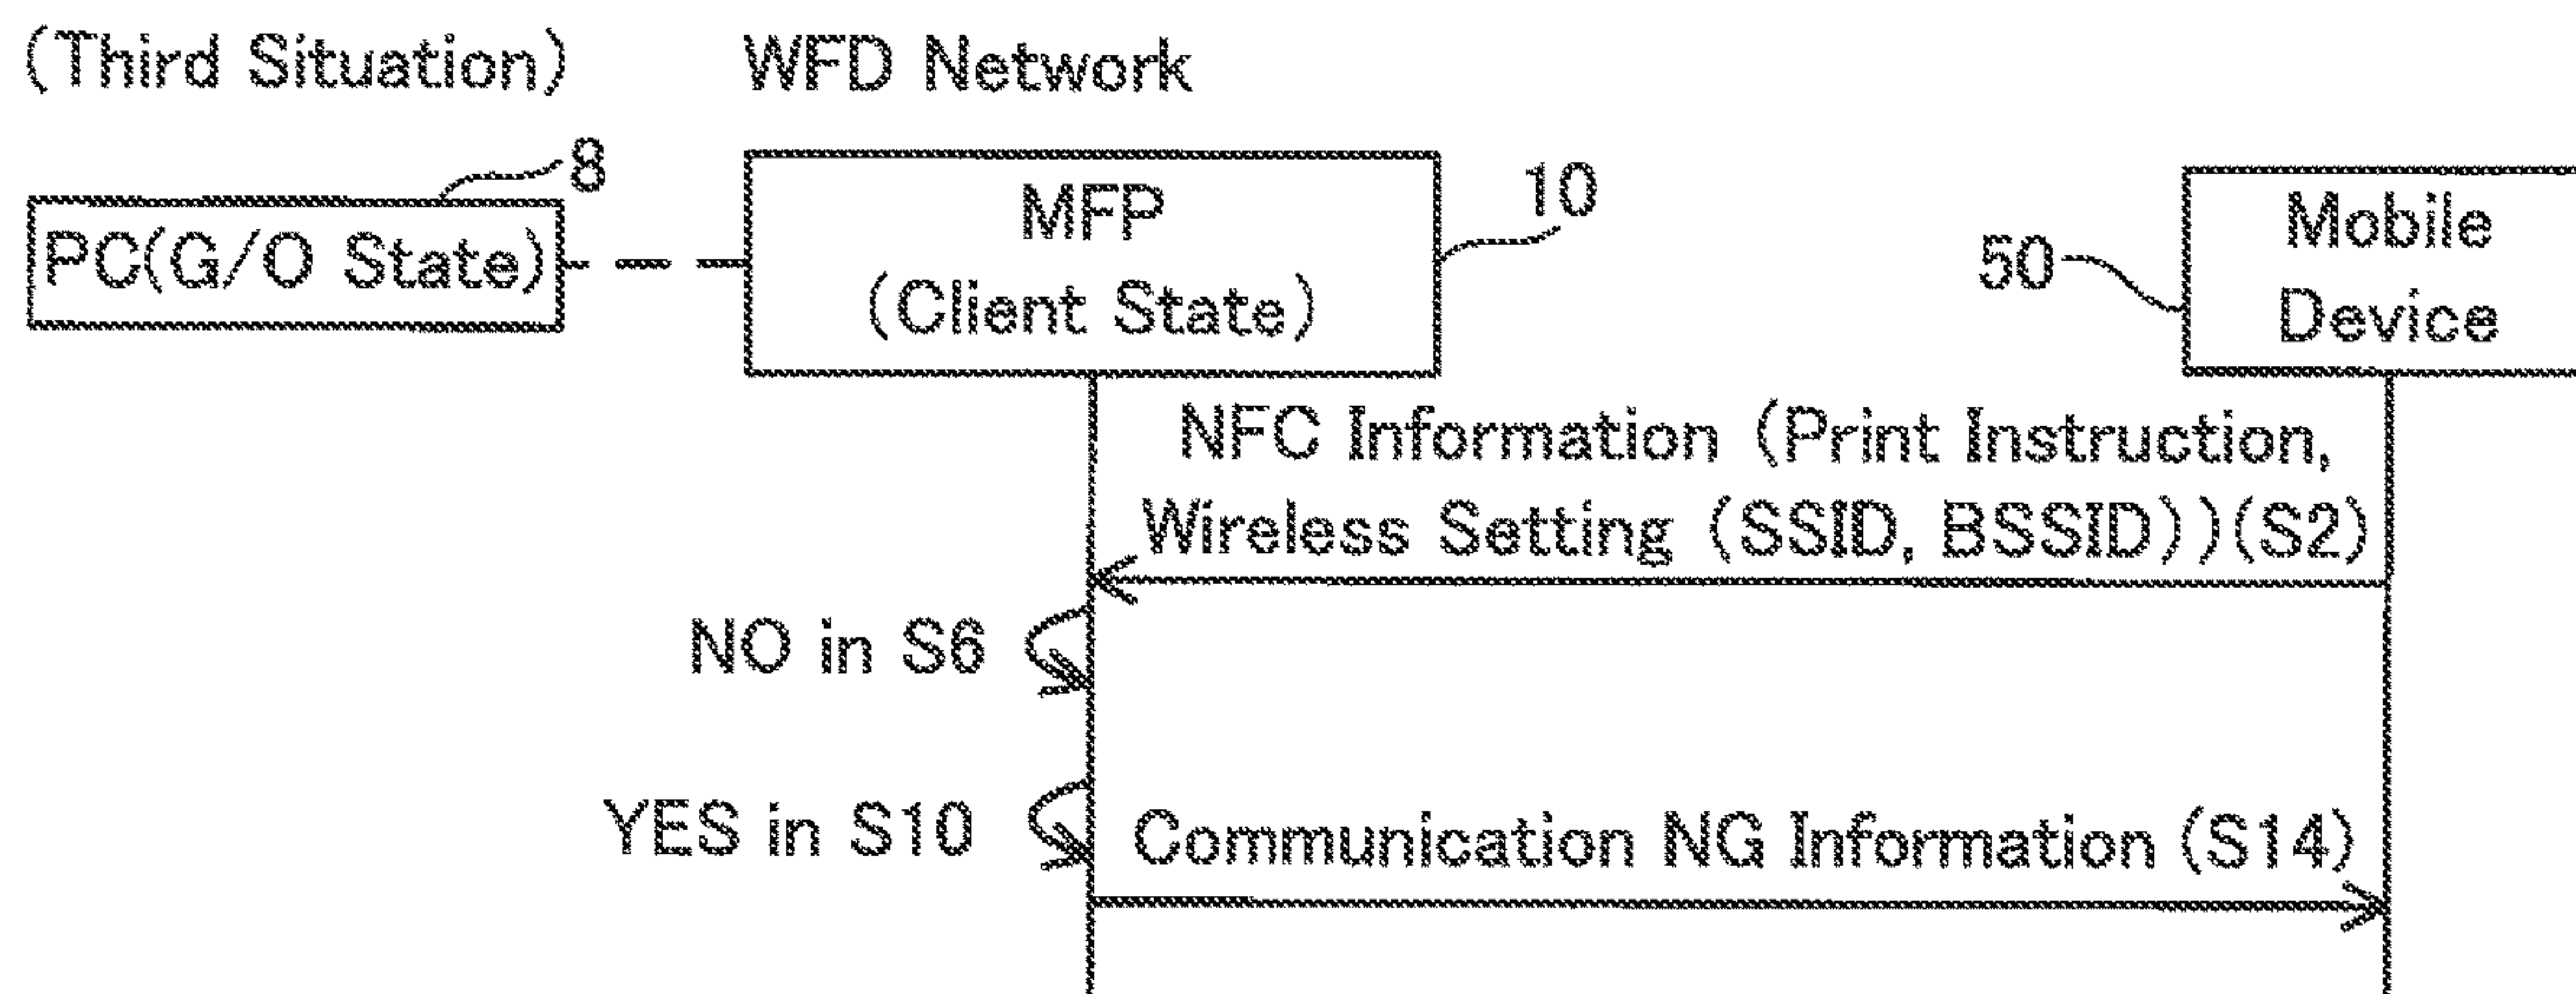 (Third Situation)
WFD Network
8
PC(G/O State)
MFP
(Client State)
10
50
Mobile
Device
NFC Information (Print Instruction,
Wireless Setting (SSID, BSSID))(S2)
NO in S6
YES in S10
Communication NG Information (S14)